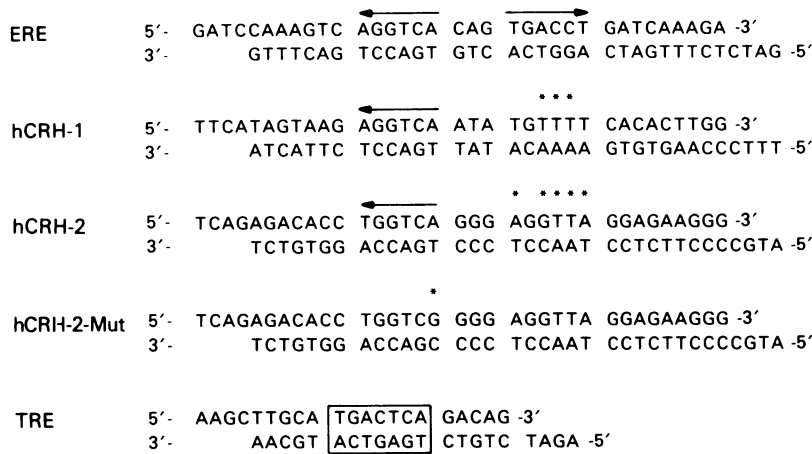 ERE 5′- GATCCAAAGTC AGGTCA CAG TGACCT GATCAAAGA -3′
3′- GTTTCAG TCCAGT GTC ACTGGA CTAGTTTCTCTAG -5′
* * *
hCRH-1 5′- TTCATAGTAAG AGGTCA ATA TGTTTT CACACTTGG -3′
3′- ATCATTC TCCAGT TAT ACAAAA GTGTGAACCCTTT -5′
* * * * *
hCRH-2 5′- TCAGAGACACC TGGTCA GGG AGGTTA GGAGAAGGG -3′
3′- TCTGTGG ACCAGT CCC TCCAAT CCTCTTCCCCGTA -5′
*
hCRH-2-Mut 5′- TCAGAGACACC TGGTCG GGG AGGTTA GGAGAAGGG -3′
3′- TCTGTGG ACCAGC CCC TCCAAT CCTCTTCCCCGTA -5′
TRE 5′- AAGCTTGCA TGACTCA GACAG -3′
3′- AACGT ACTGAGT CTGTC TAGA -5′